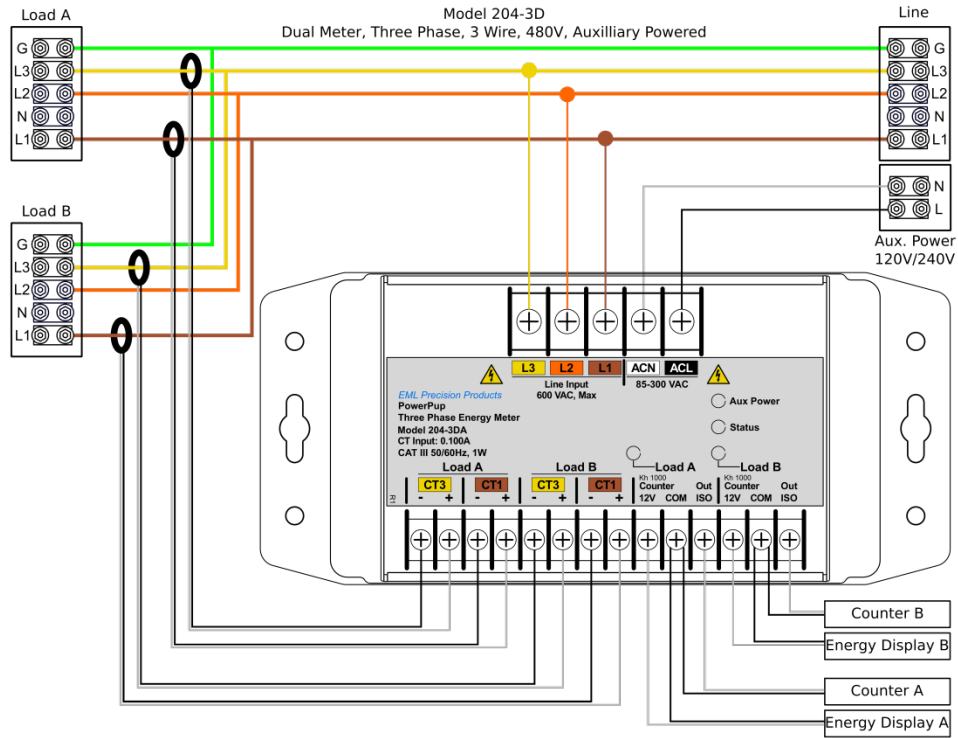 Model 204-3D
Dual Meter, Three Phase, 3 Wire, 480V, Auxilliary Powered
Load A
G
L3
L2
N
L1
Line
G
L3
L2
N
L1
N
L
Aux. Power
120V/240V
Load B
G
L3
L2
N
L1
L3 L2 L1 ACN ACL
Line Input
600 VAC, Max
85-300 VAC
EML Precision Products
PowerPup
Three Phase Energy Meter
Model 204-3DA
CT Input: 0.100A
CAT III 50/60Hz, 1W
Aux Power
Status
Load A Load B Load A Load B
CT3 CT1 CT3 CT1
Kh 1000 Kh 1000
Counter Out Counter Out
R1 - + - + - + - + 12V COM ISO 12V COM ISO
Counter B
Energy Display B
Counter A
Energy Display A